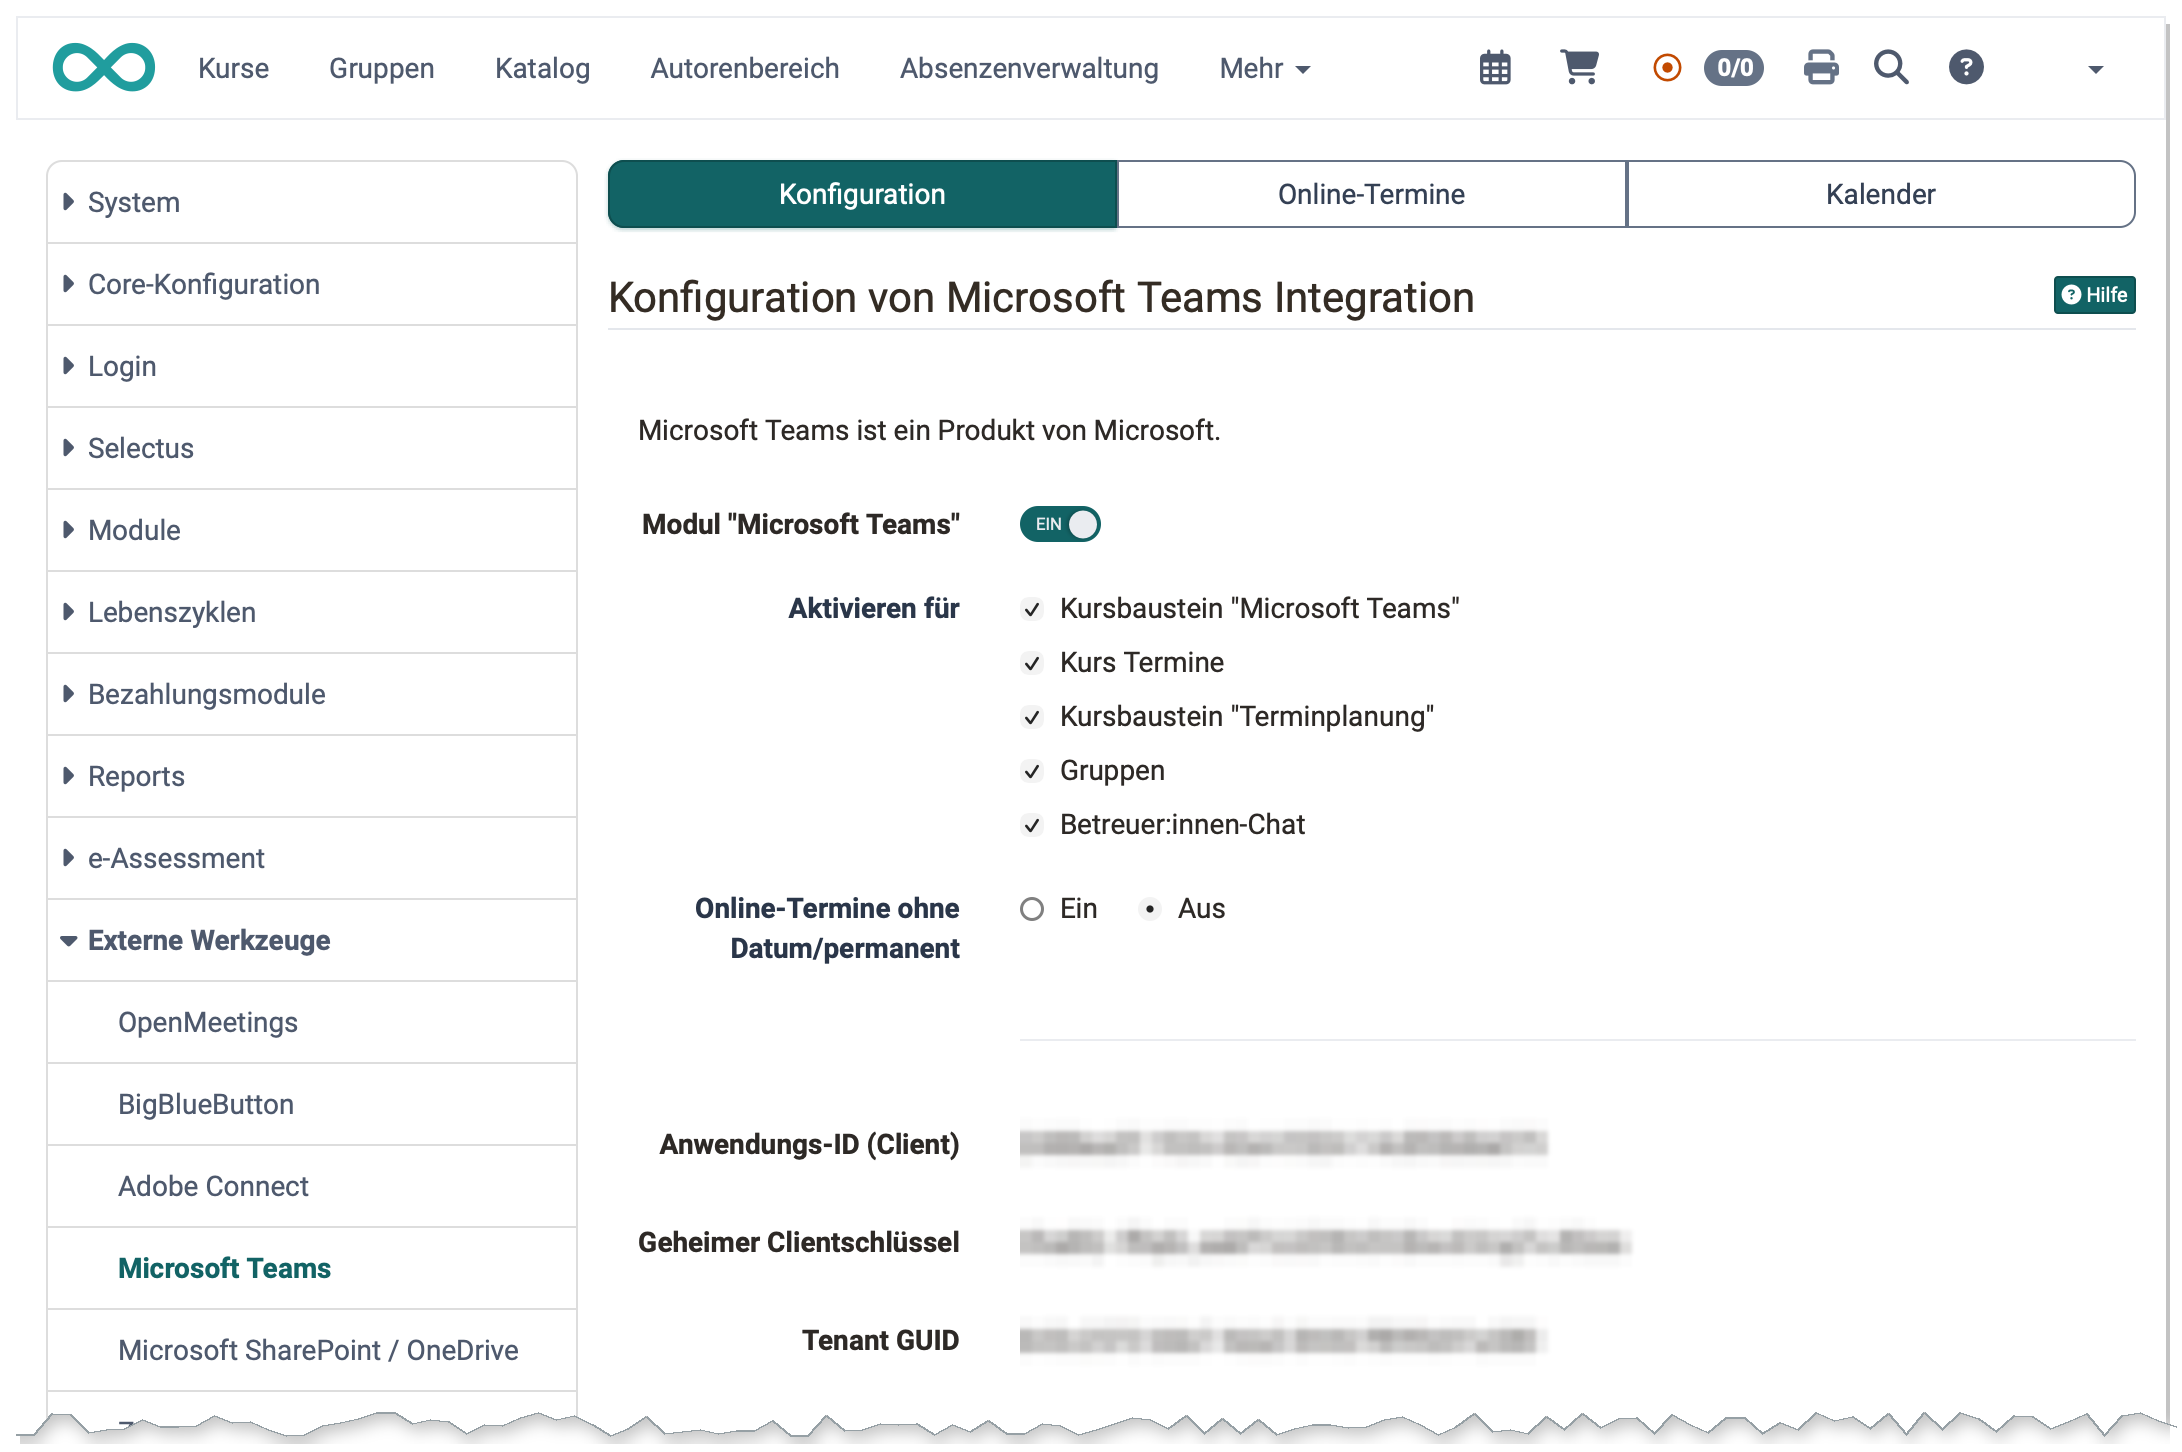 Kurse Gruppen Katalog Autorenbereich Absenzenverwaltung Mehr 0/0
System
Core-Konfiguration
Login
Selectus
Module
Lebenszyklen
Bezahlungsmodule
Reports
e-Assessment
Externe Werkzeuge
OpenMeetings
BigBlueButton
Adobe Connect
Microsoft Teams
Microsoft SharePoint / OneDrive
Konfiguration Online-Termine Kalender
Konfiguration von Microsoft Teams Integration
Hilfe
Microsoft Teams ist ein Produkt von Microsoft.
Modul "Microsoft Teams" EIN
Aktivieren für Kursbaustein "Microsoft Teams"
Kurs Termine
Kursbaustein "Terminplanung"
Gruppen
Betreuer:innen-Chat
Online-Termine ohne Ein Aus
Datum/permanent
Anwendungs-ID (Client)
Geheimer Clientschlüssel
Tenant GUID